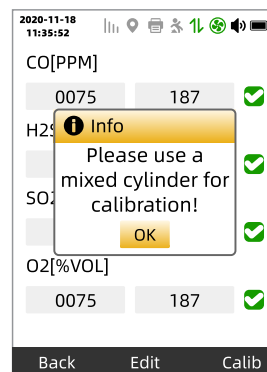 2020-11-18
11:35:52
CO[PPM]
0075 187
H2S
Info
Please use a
mixed cylinder for
calibration!
OK
SO2
O2[%VOL]
0075 187
Back Edit Calib